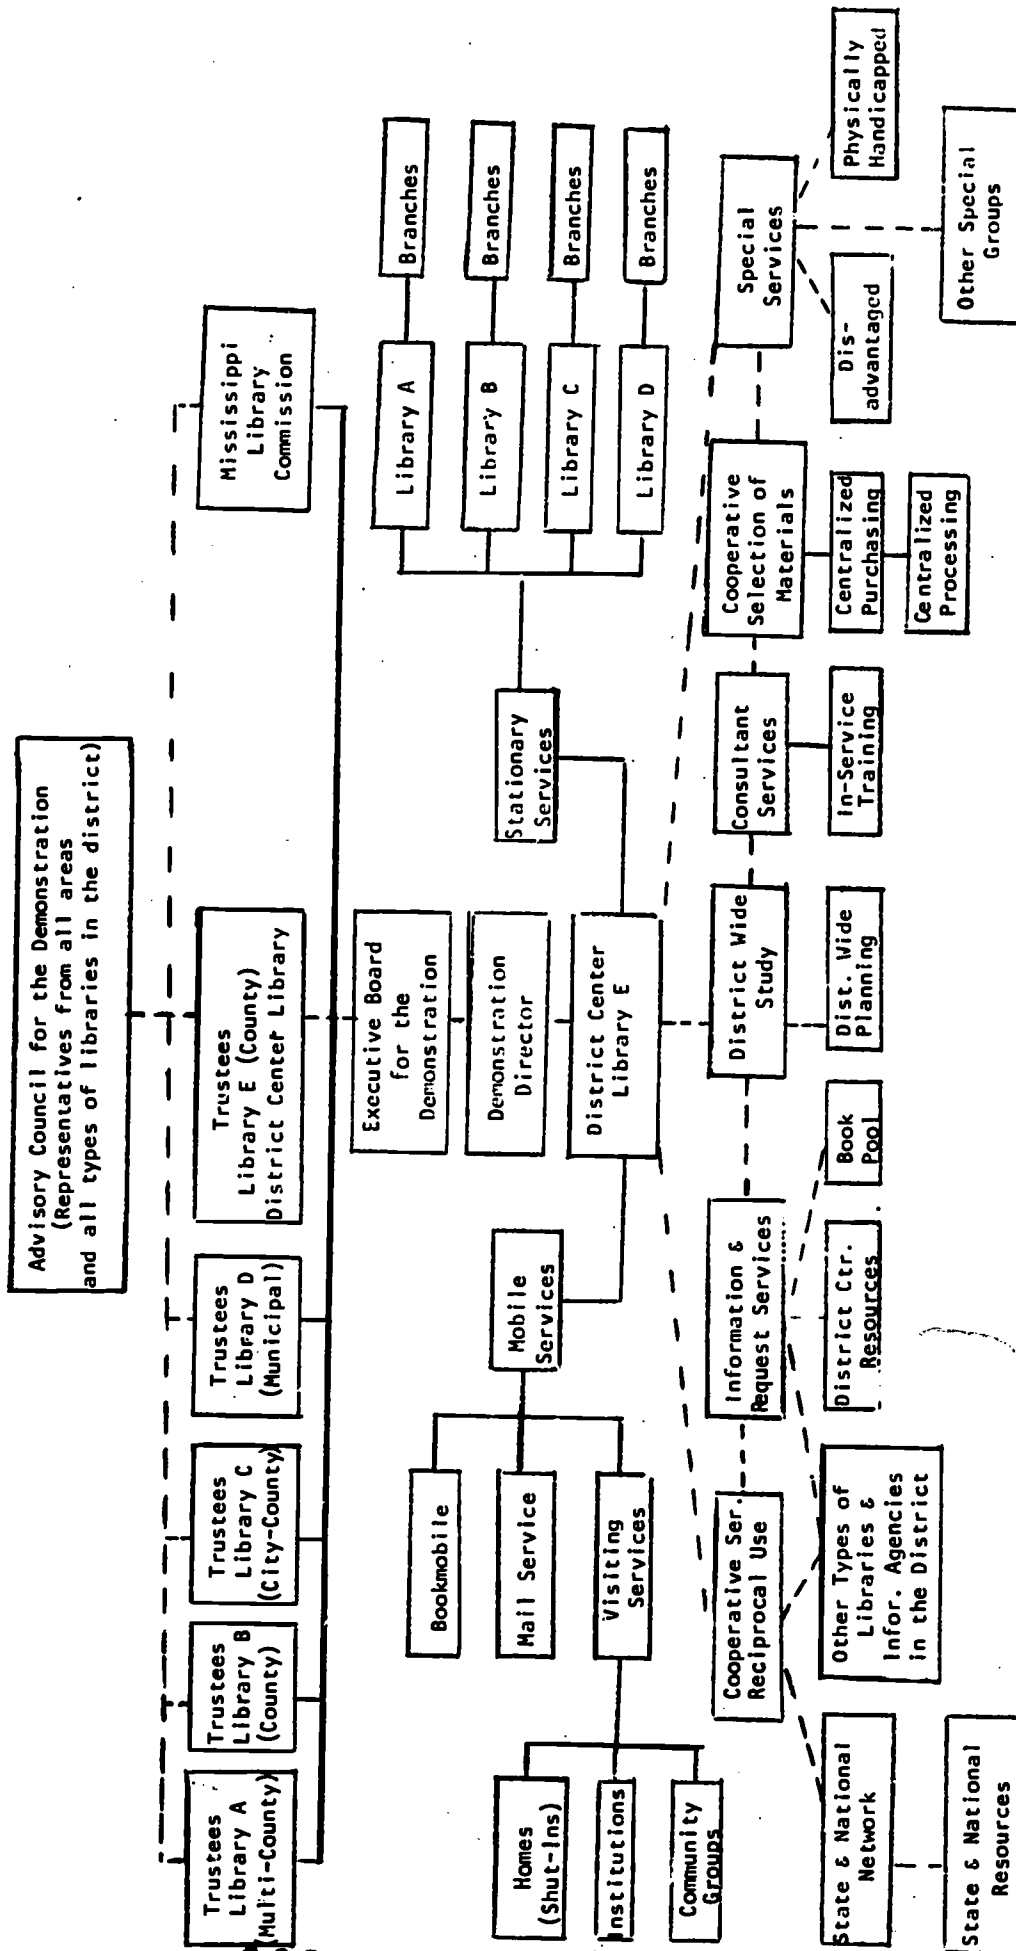 Advisory Council for the Demonstration
(Representatives from all areas
and all types of libraries in the district)
Trustees
Library A
(Multi-County)
Trustees
Library B
(County)
Trustees
Library C
(City-County)
Trustees
Library D
(Municipal)
Trustees
Library E (County)
District Center Library
Mississippi
Library
Commission
Executive Board
for the
Demonstration
Demonstration
Director
District Center
Library E
Mobile
Services
Bookmobile
Mail Service
Visiting
Services
Homes
(Shut-Ins)
Institutions
Community
Groups
Stationary
Services
Library A
Branches
Library B
Branches
Library C
Branches
Library D
Branches
Cooperative Ser.
Reciprocal Use
Information &
Request Services
District Wide
Study
Consultant
Services
Cooperative
Selection of
Materials
Special
Services
State & National
Network
Other Types of
Libraries &
Infor. Agencies
in the District
District Ctr.
Resources
Book
Pool
Dist. Wide
Planning
In-Service
Training
Centralized
Purchasing
Centralized
Processing
Dis-
advantaged
Physically
Handicapped
State & National
Resources
Other Special
Groups